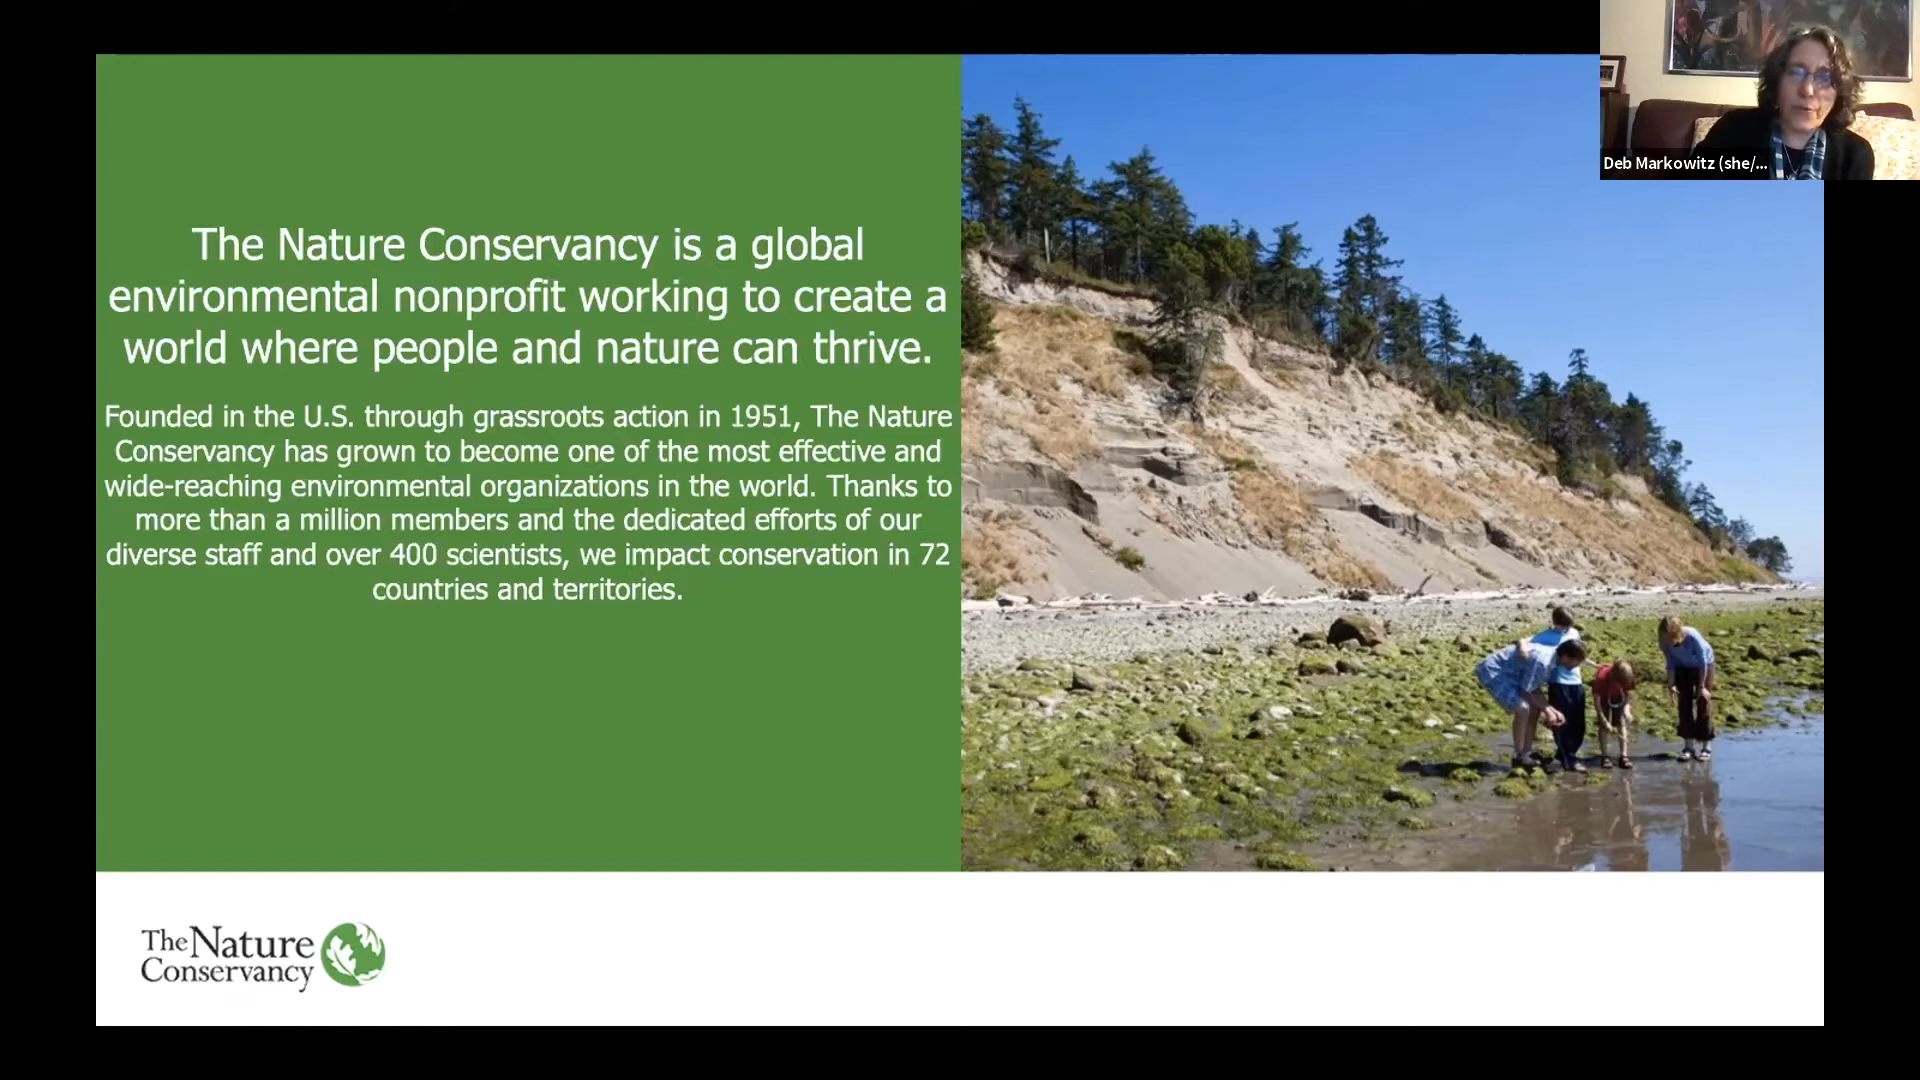 The Nature Conservancy is a global
environmental nonprofit working to create a
world where people and nature can thrive.
Founded in the U.S. through grassroots action in 1951, The Nature
Conservancy has grown to become one of the most effective and
wide-reaching environmental organizations in the world. Thanks to
more than a million members and the dedicated efforts of our
diverse staff and over 400 scientists, we impact conservation in 72
countries and territories.
Deb Markowitz (she/...
The Nature
Conservancy